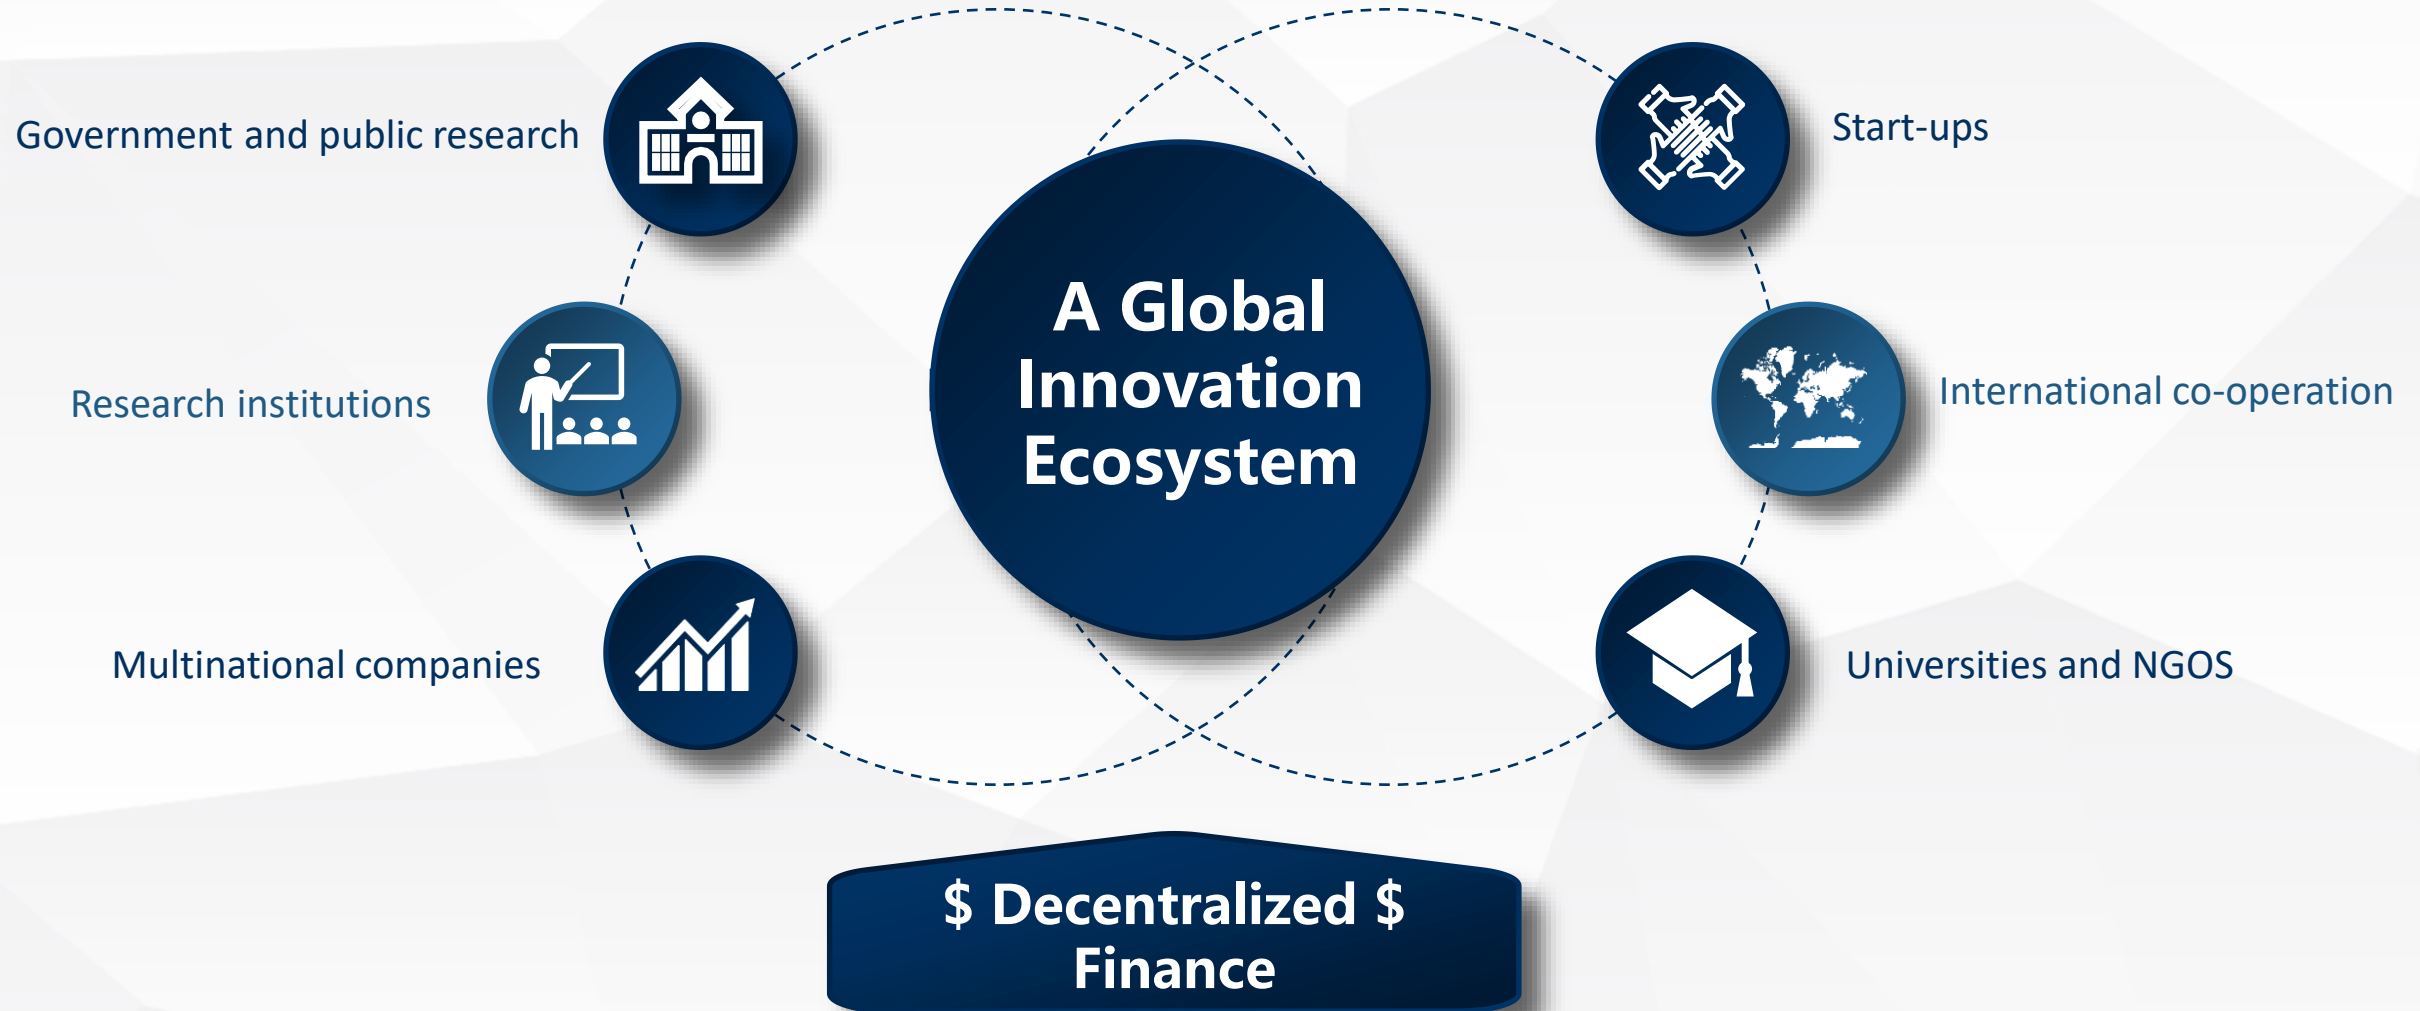 Government and public research
Start-ups
A Global
Innovation
Ecosystem
Research institutions
International co-operation
Multinational companies
Universities and NGOS
$ Decentralized $
Finance